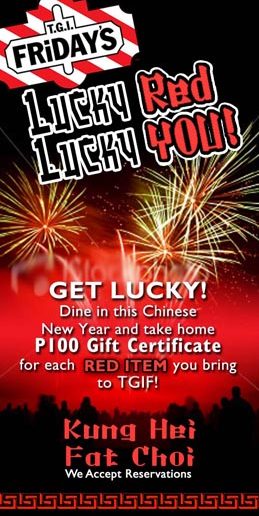 T.G.I.
FRiDAY'S
Lucky Red
Lucky YOU!
GET LUCKY!
Dine in this Chinese
New Year and take home
P100 Gift Certificate
for each RED ITEM you bring
to TGIF!
Kung Hei
Fat Choi
We Accept Reservations